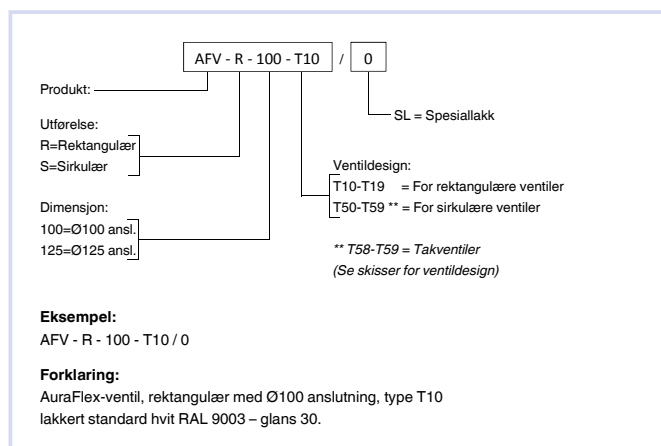 AFV - R - 100 - T10 / 0
Produkt:
SL = Spesiallakk
Utførelse:
R=Rektangulær
S=Sirkulær
Ventildesign:
T10-T19 = For rektangulære ventiler
T50-T59 ** = For sirkulære ventiler
Dimensjon:
100=Ø100 ansl.
125=Ø125 ansl.
** T58-T59 = Takventiler
(Se skisser for ventildesign)
Eksempel:
AFV - R - 100 - T10 / 0
Forklaring:
AuraFlex-ventil, rektangulær med Ø100 anslutning, type T10
lakkert standard hvit RAL 9003 – glans 30.